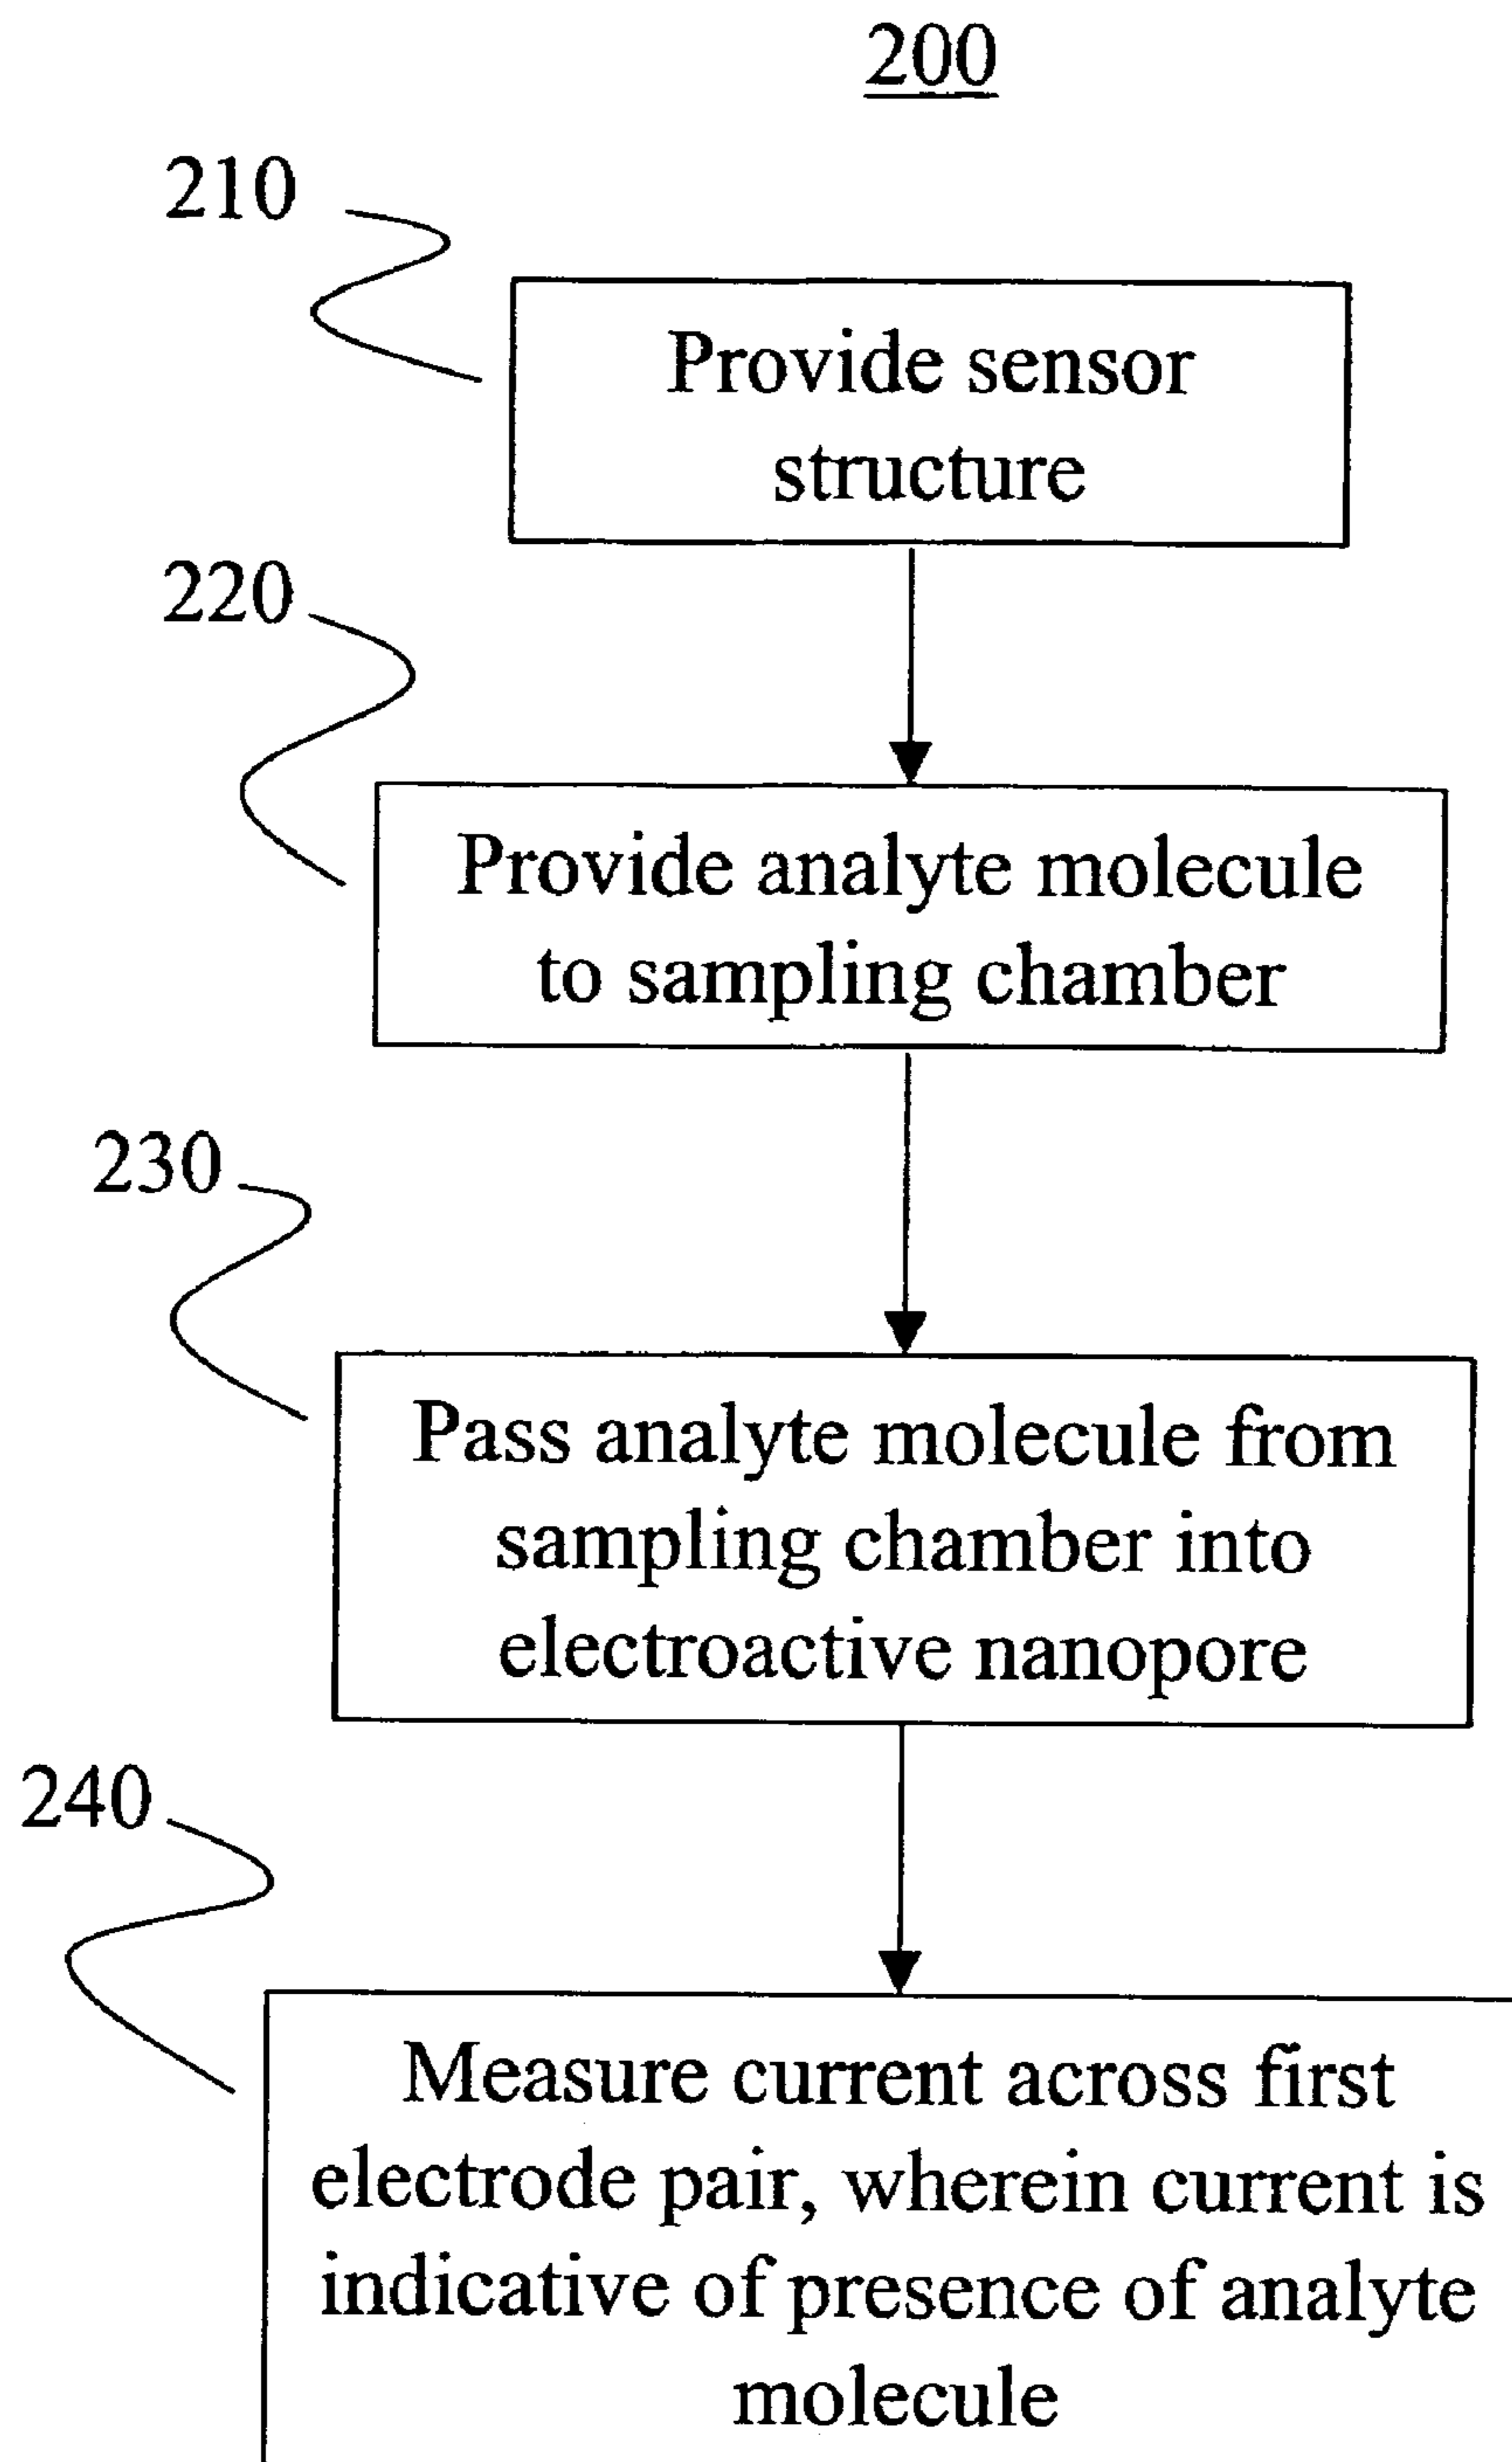 200
210
Provide sensor
structure
220
Provide analyte molecule
to sampling chamber
230
Pass analyte molecule from
sampling chamber into
electroactive nanopore
240
Measure current across first
electrode pair, wherein current is
indicative of presence of analyte
molecule